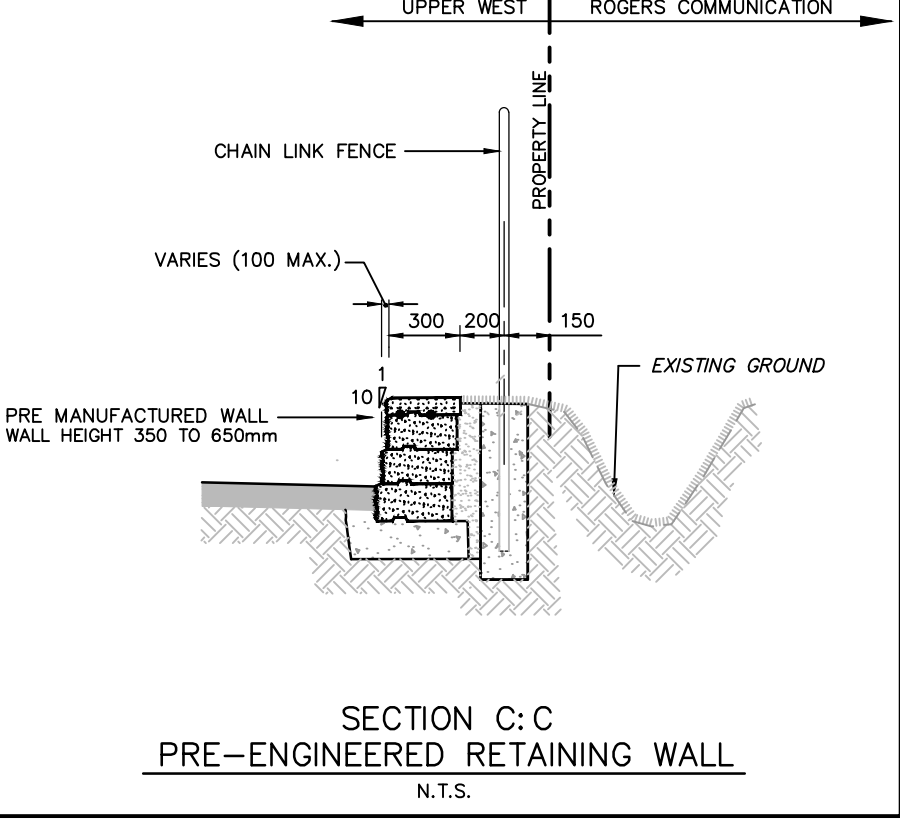 UPPER WEST
ROGERS COMMUNICATION
PROPERTY LINE
CHAIN LINK FENCE
VARIES (100 MAX.)
300
200
150
1
10
EXISTING GROUND
PRE MANUFACTURED WALL
WALL HEIGHT 350 TO 650mm
SECTION C:C
PRE-ENGINEERED RETAINING WALL
N.T.S.